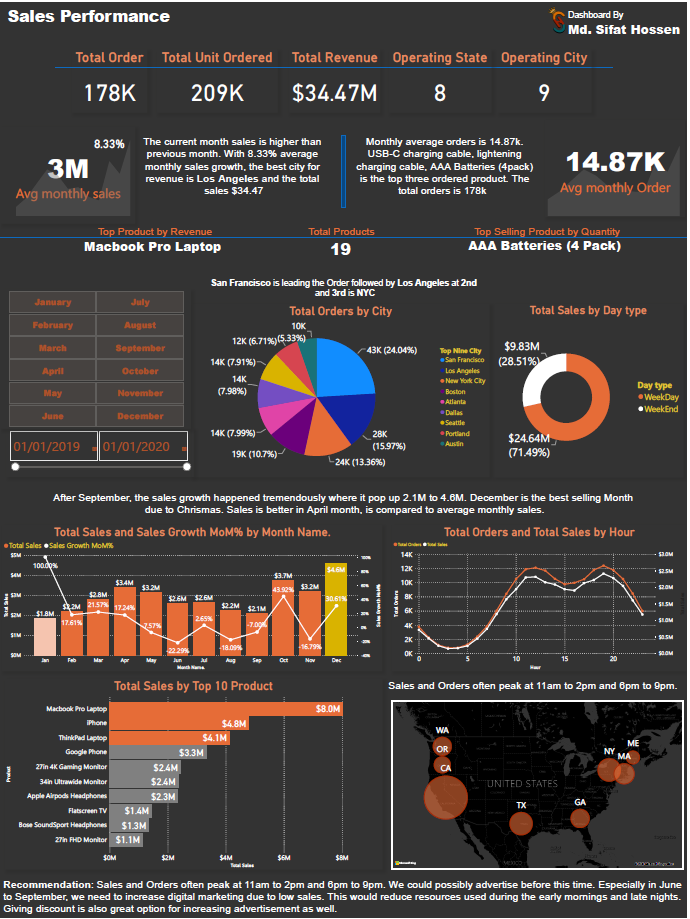 Sales Performance
Dashboard By
Md. Sifat Hossen
Total Order
Total Unit Ordered
Total Revenue
Operating State
Operating City
178K
209K
$34.47M
8
9
8.33%
3M
Avg monthly sales
The current month sales is higher than
previous month. With 8.33% average
monthly sales growth, the best city for
revenue is Los Angeles and the total
sales $34.47
Monthly average orders is 14.87k.
USB-C charging cable, lightening
charging cable, AAA Batteries (4pack)
is the top three ordered product. The
total orders is 178k
14.87K
Avg monthly Order
Top Product by Revenue
Macbook Pro Laptop
Total Products
19
Top Selling Product by Quantity
AAA Batteries (4 Pack)
January
July
February
August
March
September
April
October
May
November
June
December
01/01/2019
01/01/2020
San Francisco is leading the Order followed by Los Angeles at 2nd
and 3rd is NYC
Total Orders by City
10K
(5.33%)
12K (6.71%)
14K (7.91%)
14K
(7.98%)
14K (7.99%)
19K (10.7%)
24K (13.36%)
28K
(15.97%)
43K (24.04%)
Top Nine City
San Francisco
Los Angeles
New York City
Boston
Atlanta
Dallas
Seattle
Portland
Austin
Total Sales by Day type
$9.83M
(28.51%)
$24.64M
(71.49%)
Day type
WeekDay
WeekEnd
After September, the sales growth happened tremendously where it pop up 2.1M to 4.6M. December is the best selling Month
due to Chrismas. Sales is better in April month, is compared to average monthly sales.
Total Sales and Sales Growth MoM% by Month Name.
Total Sales
Sales Growth MoM%
$5M
$4M
$3M
$2M
$1M
$0M
Total Sales
100.00%
$1.8M
$2.2M
17.61%
$2.8M
21.57%
$3.4M
17.24%
$3.2M
-7.57%
$2.6M
-22.29%
$2.6M
2.65%
$2.2M
-18.09%
$2.1M
-7.00%
$3.7M
43.92%
$3.2M
-16.79%
$4.6M
30.61%
100%
80%
60%
40%
20%
0%
-20%
-40%
Sales Growth MoM%
Jan
Feb
Mar
Apr
May
Jun
Jul
Aug
Sep
Oct
Nov
Dec
Month Name.
Total Orders and Total Sales by Hour
Total Orders
Total Sales
14K
12K
10K
8K
6K
4K
2K
0K
Total Orders
$3.0M
$2.5M
$2.0M
$1.5M
$1.0M
$0.5M
$0.0M
0
5
10
15
20
Hour
Total Sales by Top 10 Product
Product
Macbook Pro Laptop
$8.0M
iPhone
$4.8M
ThinkPad Laptop
$4.1M
Google Phone
$3.3M
27in 4K Gaming Monitor
$2.4M
34in Ultrawide Monitor
$2.4M
Apple Airpods Headphones
$2.3M
Flatscreen TV
$1.4M
Bose SoundSport Headphones
$1.3M
27in FHD Monitor
$1.1M
$0M
$2M
$4M
$6M
$8M
Total Sales
Sales and Orders often peak at 11am to 2pm and 6pm to 9pm.
WA
OR
CA
NY
ME
MA
UNITED STATES
TX
GA
MEXICO
Recommendation: Sales and Orders often peak at 11am to 2pm and 6pm to 9pm. We could possibly advertise before this time. Especially in June
to September, we need to increase digital marketing due to low sales. This would reduce resources used during the early mornings and late nights.
Giving discount is also great option for increasing advertisement as well.